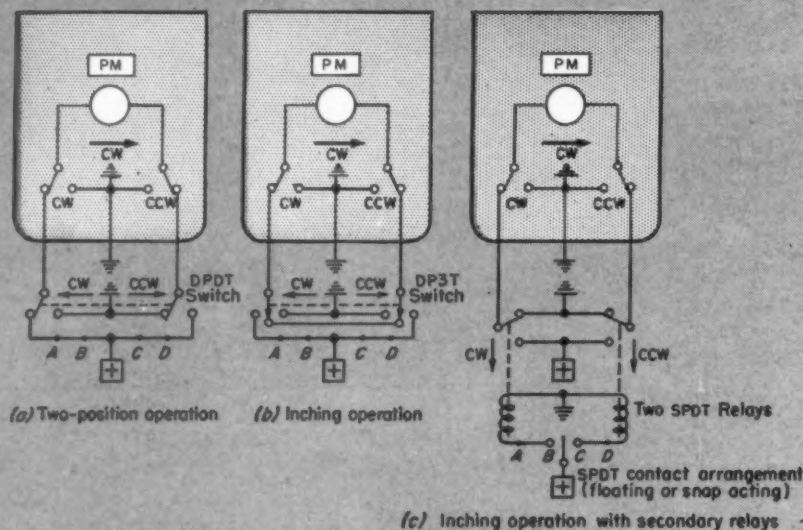 PM
CW
CW CCW
CW CCW
DPDT
Switch
A B C D
+
(a) Two-position operation
PM
CW
CW CCW
CW CCW
DP3T
Switch
A B C D
+
(b) Inching operation
PM
CW
CW CCW
CW CCW
+
Two SPDT Relays
A B C D
+
SPDT contact arrangement
(floating or snap acting)
(c) Inching operation with secondary relays